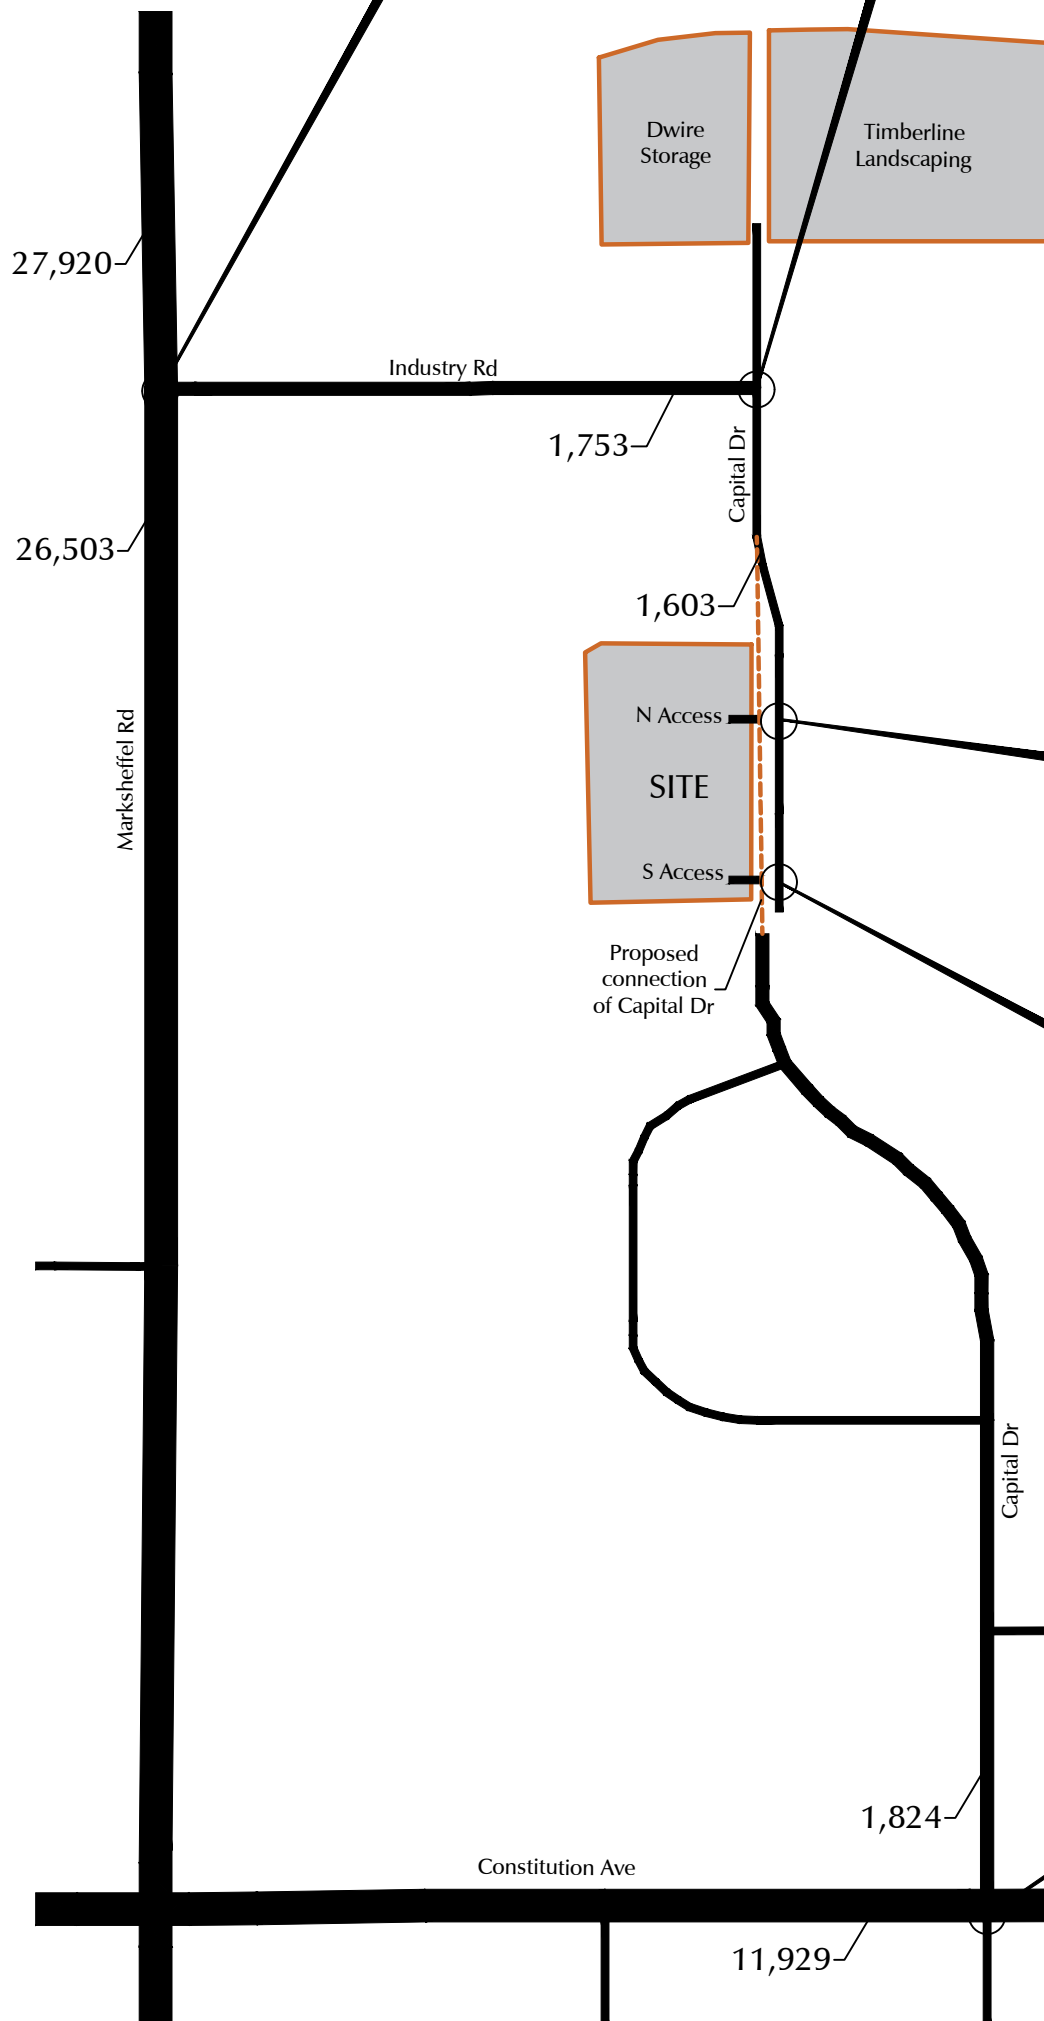 Dwire
Storage
Timberline
Landscaping
27,920
Industry Rd
1,753
Capital Dr
26,503
1,603
N Access
SITE
Marksheffel Rd
S Access
Proposed
connection
of Capital Dr
Capital Dr
1,824
Constitution Ave
11,929